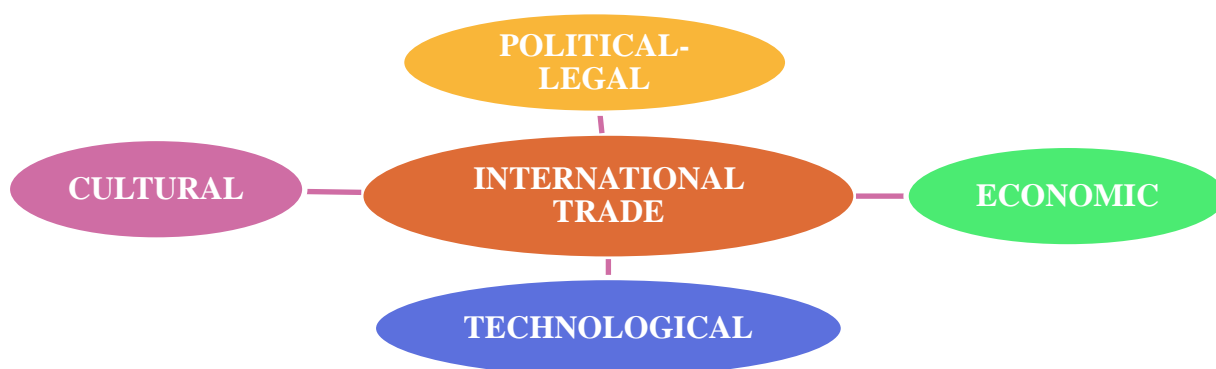 POLITICAL-
LEGAL
CULTURAL
INTERNATIONAL
TRADE
ECONOMIC
TECHNOLOGICAL